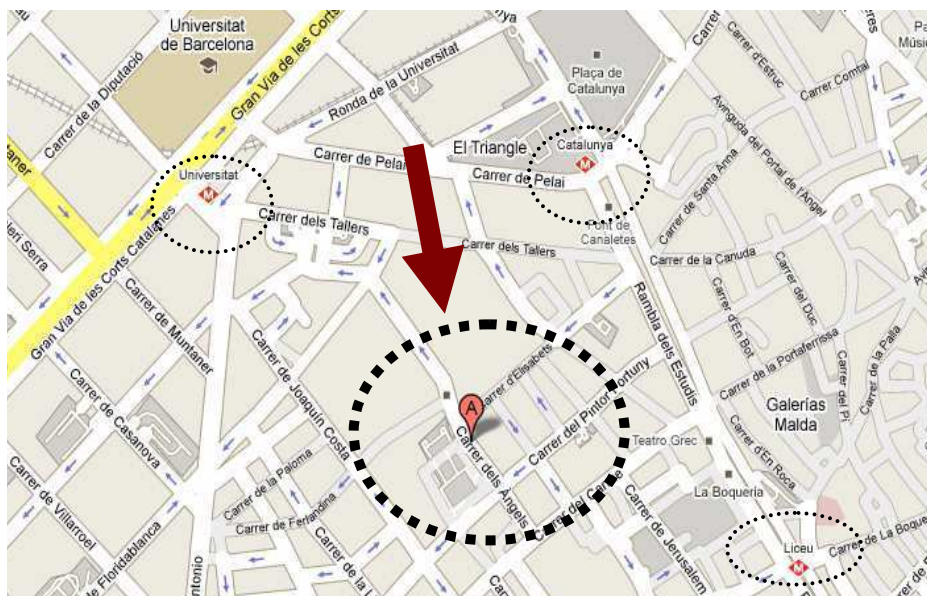 Universitat
de Barcelona
Carrer de la Diputació
Gran Via de les Corts
Ronda de la Universitat
Plaça de
Catalunya
Carrer d'Estruc
Carrer Comtal
Avinguda del Portal de l'Àngel
El Triangle
Catalunya
M
Carrer de Pelai
Carrer de Pelai
Universitat
M
Carrer de Santa Anna
Font de
Canaletes
Carrer dels Tallers
Carrer dels Tallers
Carrer de la Canuda
Gran Via de les Corts Catalanes
Carrer de Muntaner
Rambla dels Estudis
Carrer d'En Bot
Carrer del Duc
Carrer de la Portaferrissa
Carrer de la Palla
Carrer del Pi
Carrer de Casanova
Carrer de Joaquín Costa
Carrer d'Elisabets
Carrer del Pintor Fortuny
A
Galerías
Malda
Teatro Grec
Carrer d'En Roca
Carrer dels Àngels
Carrer del Carme
La Boqueria
Carrer de la Paloma
Carrer de Ferlandina
Carrer de Villarroel
Floridablanca
Carrer de Jerusalem
Liceu
M
Carrer de La Boque
Antonio